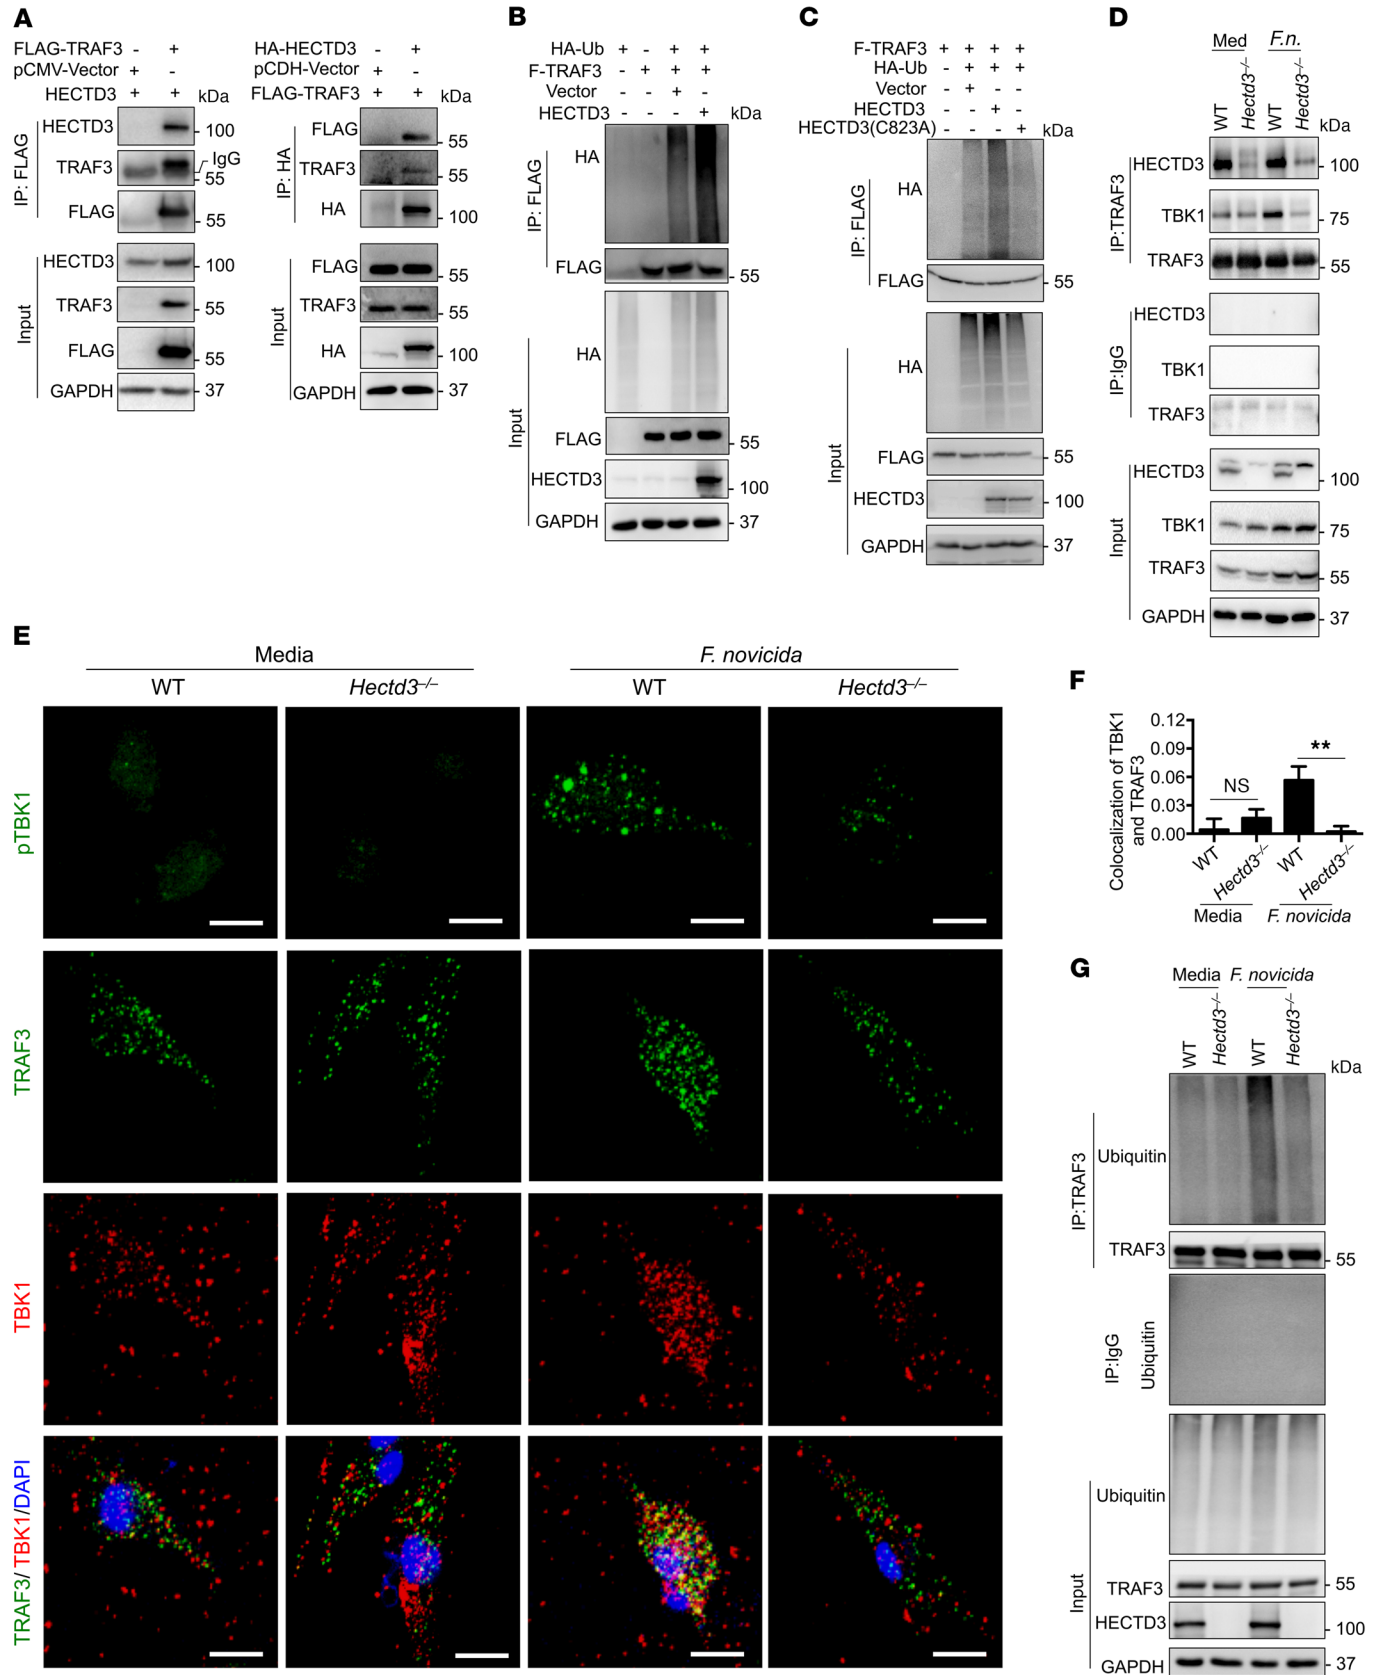 A
FLAG-TRAF3 - +
pCMV-Vector + -
HECTD3 + + kDa
IP: FLAG
HECTD3 100
TRAF3 IgG 55
FLAG 55
Input
HECTD3 100
TRAF3 55
FLAG 55
GAPDH 37
HA-HECTD3 - +
pCDH-Vector + -
FLAG-TRAF3 + + kDa
IP: HA
FLAG 55
TRAF3 55
HA 100
Input
FLAG 55
TRAF3 55
HA 100
GAPDH 37
B
HA-Ub + - + +
F-TRAF3 - + + +
Vector - - + -
HECTD3 - - - + kDa
IP: FLAG
HA
FLAG 55
Input
HA
FLAG 55
HECTD3 100
GAPDH 37
C
F-TRAF3 + + + +
HA-Ub - + + +
Vector - + - -
HECTD3 - - + -
HECTD3(C823A) - - - + kDa
IP: FLAG
HA
FLAG 55
Input
HA
FLAG 55
HECTD3 100
GAPDH 37
D
Med F.n.
WT Hectd3–/– WT Hectd3–/– kDa
IP:TRAF3
HECTD3 100
TBK1 75
TRAF3 55
IP:IgG
HECTD3
TBK1
TRAF3
Input
HECTD3 100
TBK1 75
TRAF3 55
GAPDH 37
E
Media F. novicida
WT Hectd3–/– WT Hectd3–/–
pTBK1
TRAF3
TBK1
TRAF3/ TBK1/DAPI
F
Colocalization of TBK1
and TRAF3
0.12
0.09
0.06
0.03
0.00
NS
**
WT Hectd3–/– WT Hectd3–/–
Media F. novicida
G
Media F. novicida
WT Hectd3–/– WT Hectd3–/–
kDa
IP:TRAF3
Ubiquitin
TRAF3 55
IP:IgG
Ubiquitin
Input
Ubiquitin
TRAF3 55
HECTD3 100
GAPDH 37